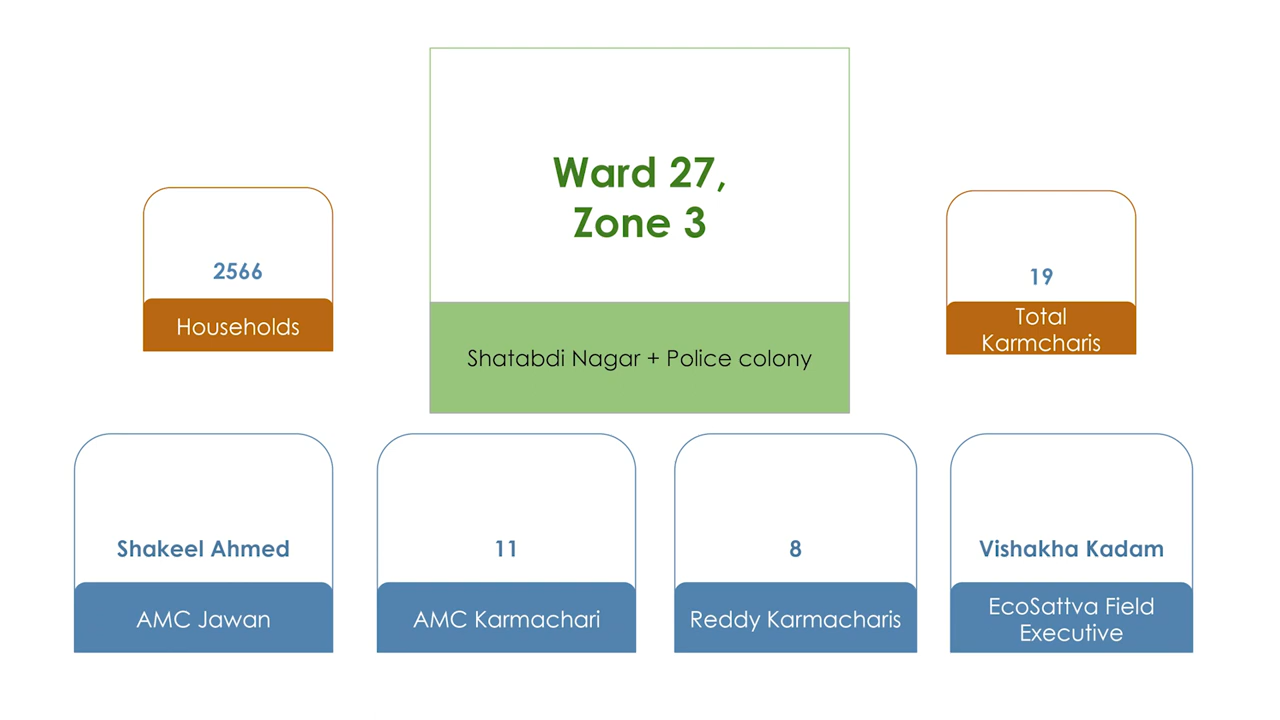 Ward 27,
Zone 3
Shatabdi Nagar + Police colony
2566
Households
19
Total
Karmcharis
Shakeel Ahmed
AMC Jawan
11
AMC Karmachari
8
Reddy Karmacharis
Vishakha Kadam
EcoSattva Field
Executive